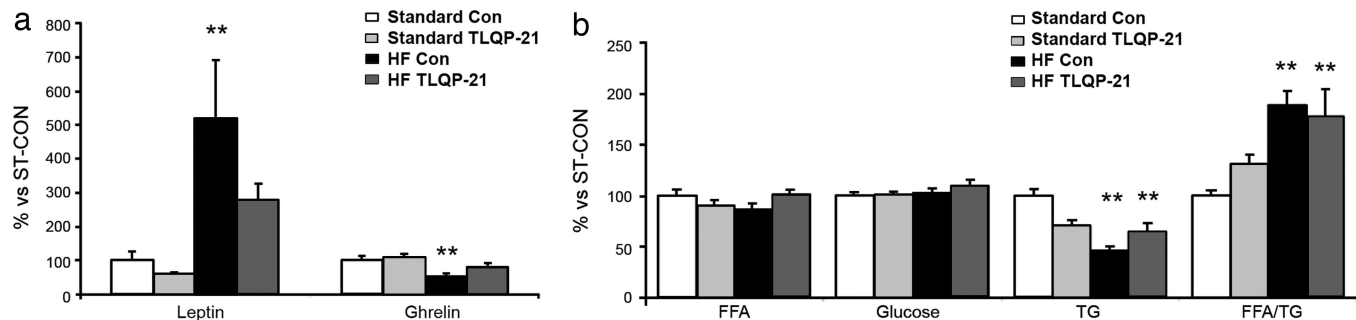 a
800
700
600
500
400
300
200
100
0
% vs ST-CON
**
**
Standard Con
Standard TLQP-21
HF Con
HF TLQP-21
Leptin
Ghrelin
b
250
200
150
100
50
0
% vs ST-CON
Standard Con
Standard TLQP-21
HF Con
HF TLQP-21
** **
** **
FFA
Glucose
TG
FFA/TG